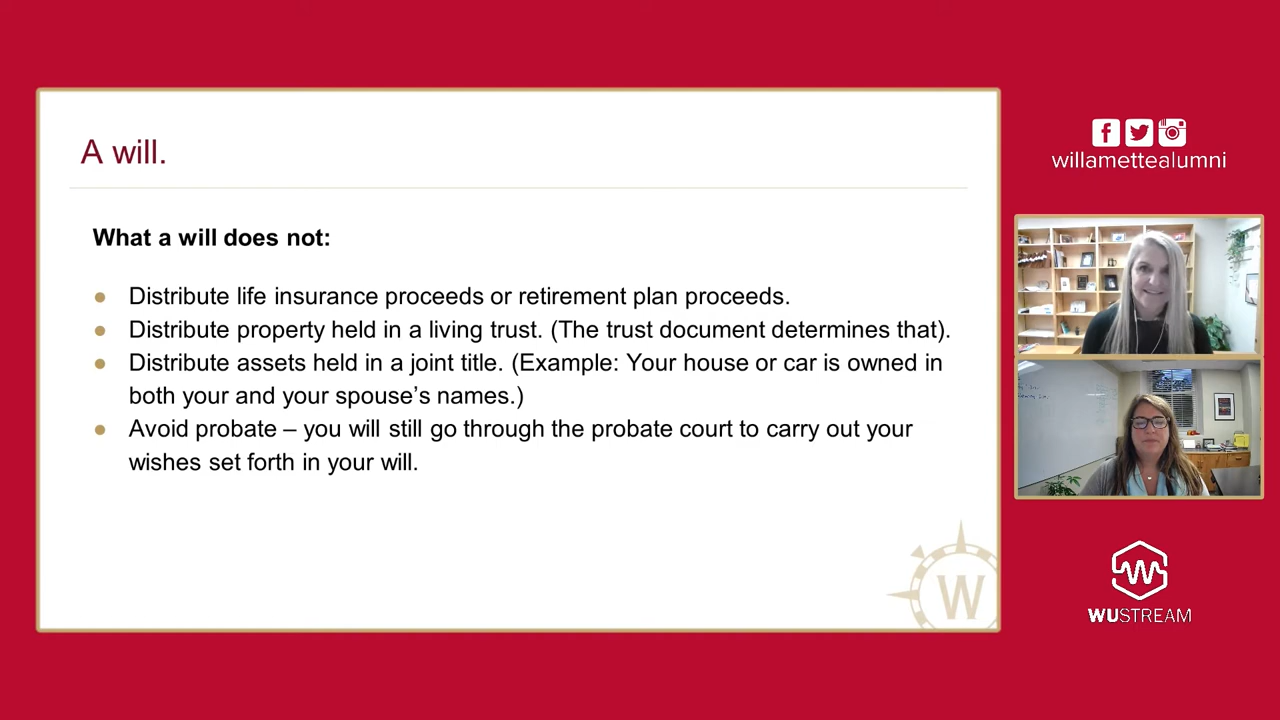 A will.
What a will does not:
● Distribute life insurance proceeds or retirement plan proceeds.
● Distribute property held in a living trust. (The trust document determines that).
● Distribute assets held in a joint title. (Example: Your house or car is owned in
both your and your spouse’s names.)
● Avoid probate – you will still go through the probate court to carry out your
wishes set forth in your will.
W
willamettealumni
WUSTREAM